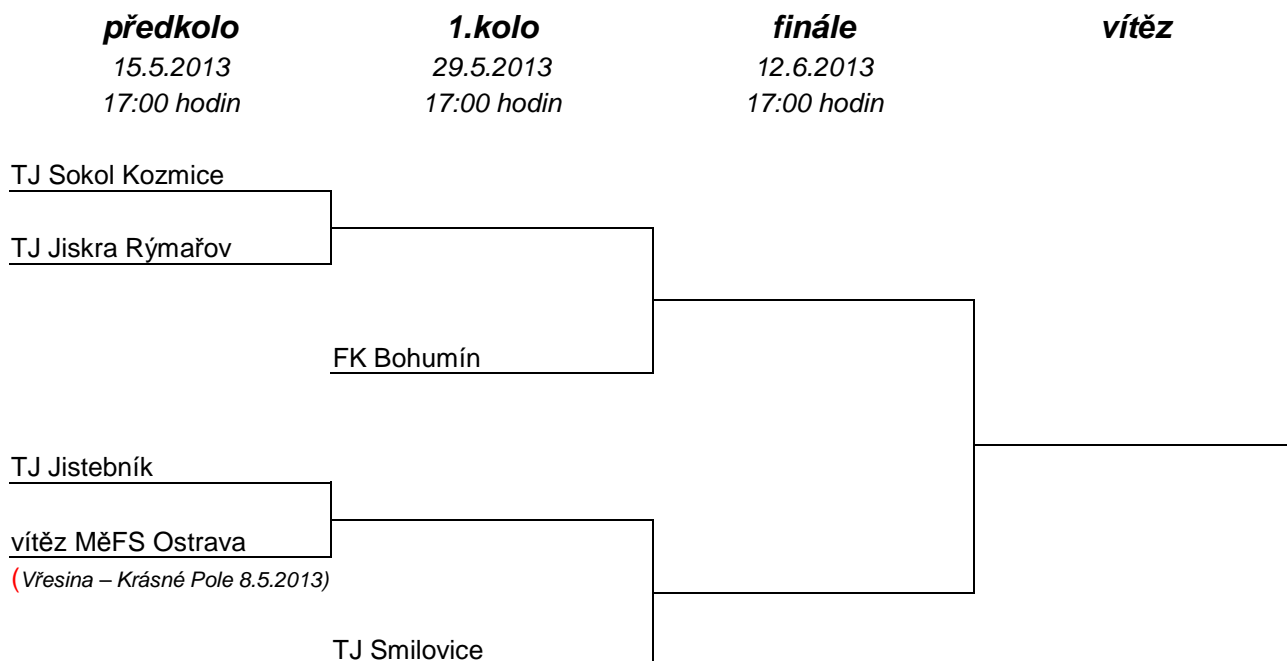 předkolo 1.kolo finále vítěz
15.5.2013 29.5.2013 12.6.2013
17:00 hodin 17:00 hodin 17:00 hodin
TJ Sokol Kozmice
TJ Jiskra Rýmařov
FK Bohumín
TJ Jistebník
vítěz MěFS Ostrava
(Vřesina – Krásné Pole 8.5.2013)
TJ Smilovice